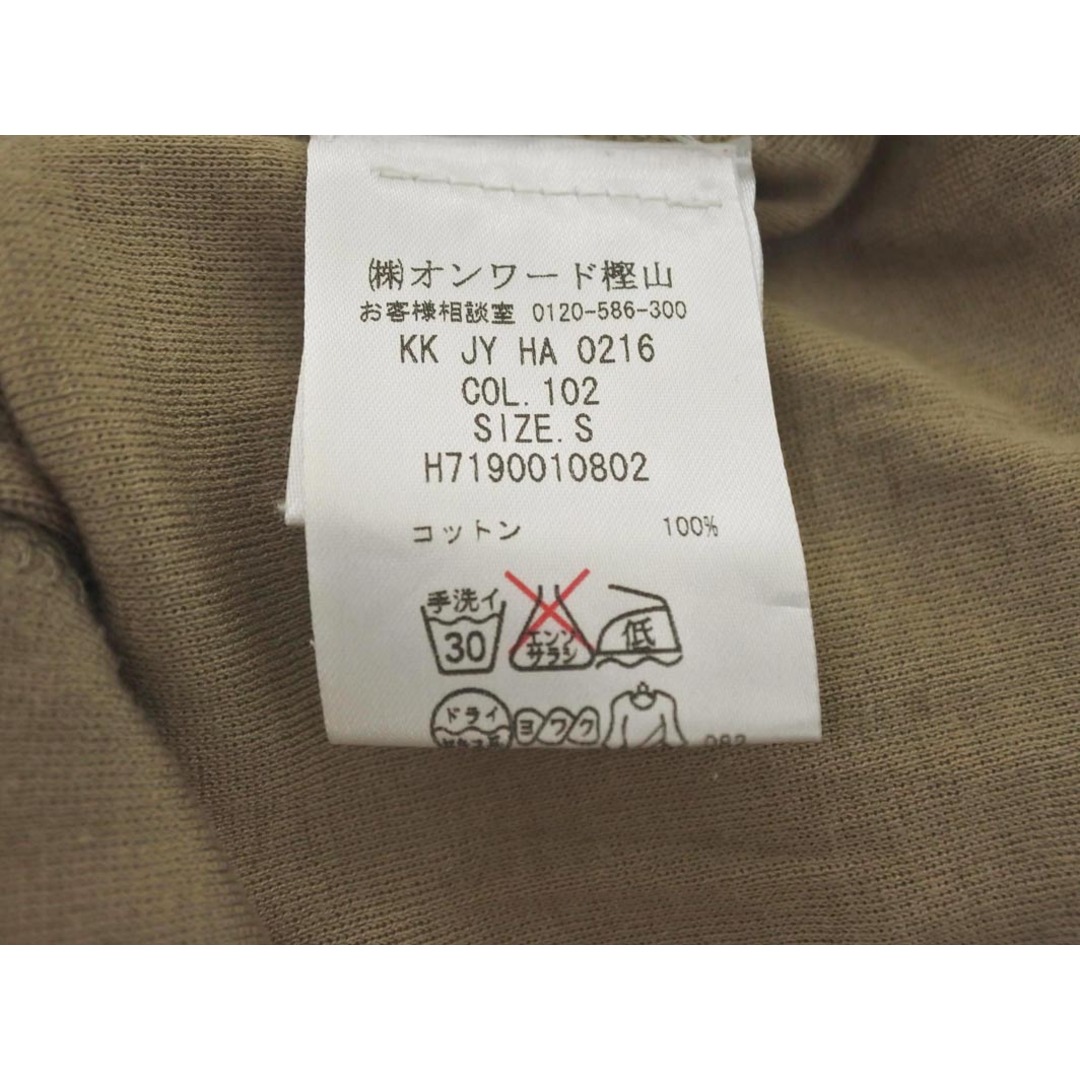 ㈱オンワード樫山
お客様相談室 0120-586-300
KK JY HA 0216
COL.102
SIZE.S
H7190010802
コットン 100%
手洗イ
30
エンソ
サラシ
低
ドライ
ヨワク